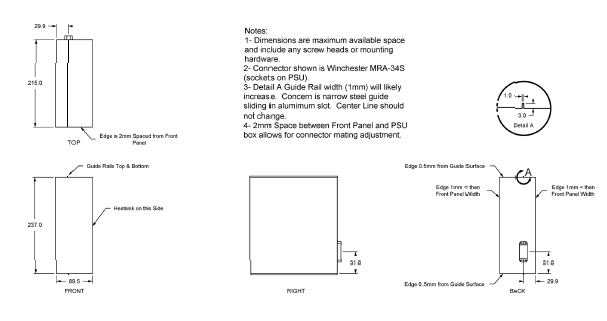 29.9
215.0
Edge is 2mm Spaced from Front
Panel
TOP
Notes:
1- Dimensions are maximum available space
and include any screw heads or mounting
hardware.
2- Connector shown is Winchester MRA-34S
(sockets on PSU).
3- Detail A Guide Rail width (1mm) will likely
increase. Concern is narrow steel guide
sliding in alumimum slot. Center Line should
not change.
4- 2mm Space between Front Panel and PSU
box allows for connector mating adjustment.
1.0
3.0
Detail A
Guide Rails Top & Bottom
Heatsink on this Side
237.0
89.5
FRONT
51.8
RIGHT
Edge 0.5mm from Guide Surface
A
Edge 1mm < than
Front Panel Width
Edge 1mm < than
Front Panel Width
51.8
Edge 0.5mm from Guide Surface
29.9
BACK